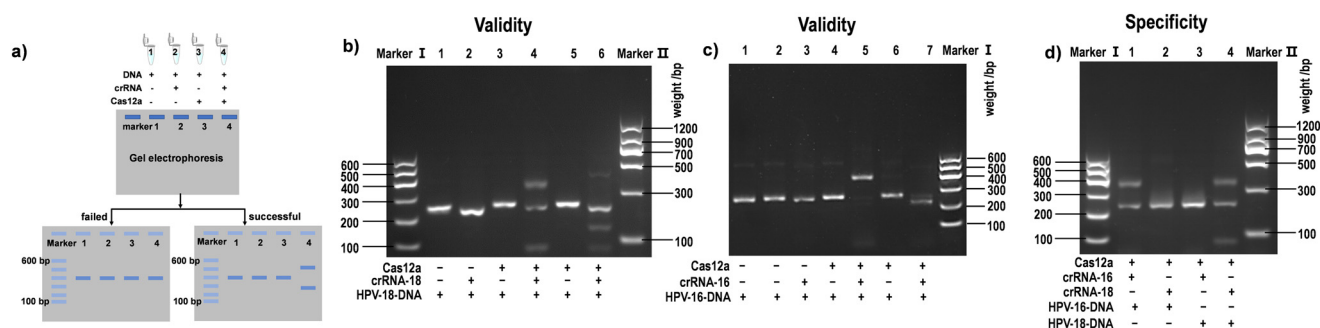 a)
1 2 3 4
DNA + + + +
crRNA - + - +
Cas12a - - + +
marker 1 2 3 4
Gel electrophoresis
failed
successful
Marker 1 2 3 4
600 bp
100 bp
Marker 1 2 3 4
600 bp
100 bp
Validity
b)
Marker I 1 2 3 4 5 6 Marker II
weight /bp
600
500
400
300
200
100
1200
900
700
500
300
100
Cas12a – – + + + +
crRNA-18 – + – + – +
HPV-18-DNA + + + + + +
Validity
c)
1 2 3 4 5 6 7 Marker I
weight /bp
600
500
400
300
200
100
Cas12a – – – + + + +
crRNA-16 – – + – + – +
HPV-16-DNA + + + + + + +
Specificity
d)
Marker I 1 2 3 4 Marker II
weight /bp
600
500
400
300
200
100
1200
900
700
500
300
100
Cas12a + + + +
crRNA-16 + – + –
crRNA-18 – + – +
HPV-16-DNA + + – –
HPV-18-DNA – – + +